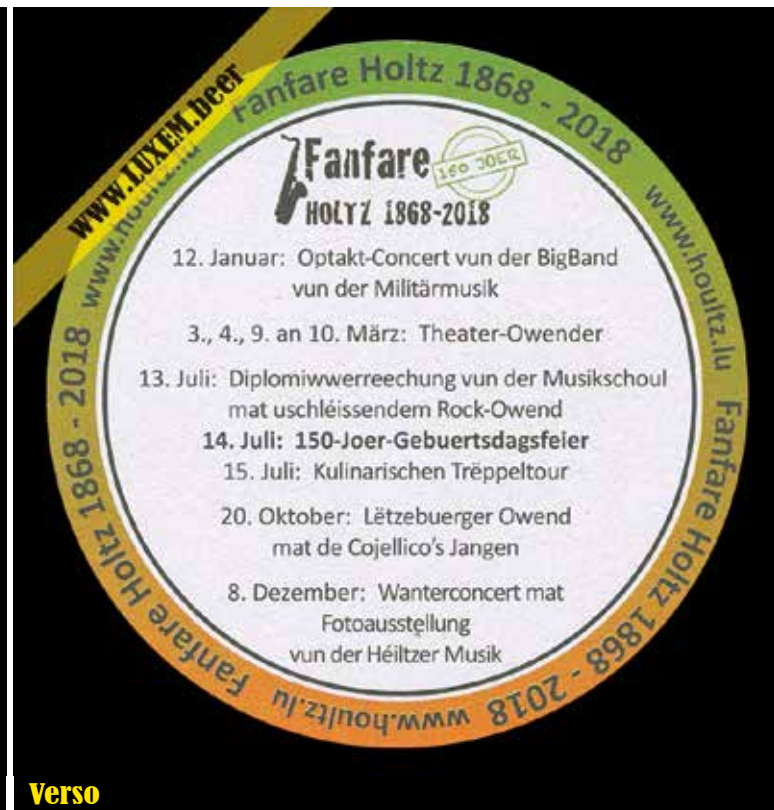 www.LUXEM.beer
Fanfare Holtz 1868 - 2018 www.houltz.lu Fanfare Holtz 1868 - 2018 www.houltz.lu Fanfare Holtz 1868 - 2018 www.houltz.lu
Fanfare
150 JOER
HOLTZ 1868-2018
12. Januar: Optakt-Concert vun der BigBand
vun der Militärmusik
3., 4., 9. an 10. März: Theater-Owender
13. Juli: Diplomiwwerreechung vun der Musikschoul
mat uschléissendem Rock-Owend
14. Juli: 150-Joer-Gebuertsdagsfeier
15. Juli: Kulinarischen Trëppeltour
20. Oktober: Lëtzebuerger Owend
mat de Cojellico's Jangen
8. Dezember: Wanterconcert mat
Fotoausstellung
vun der Héiltzer Musik
Verso